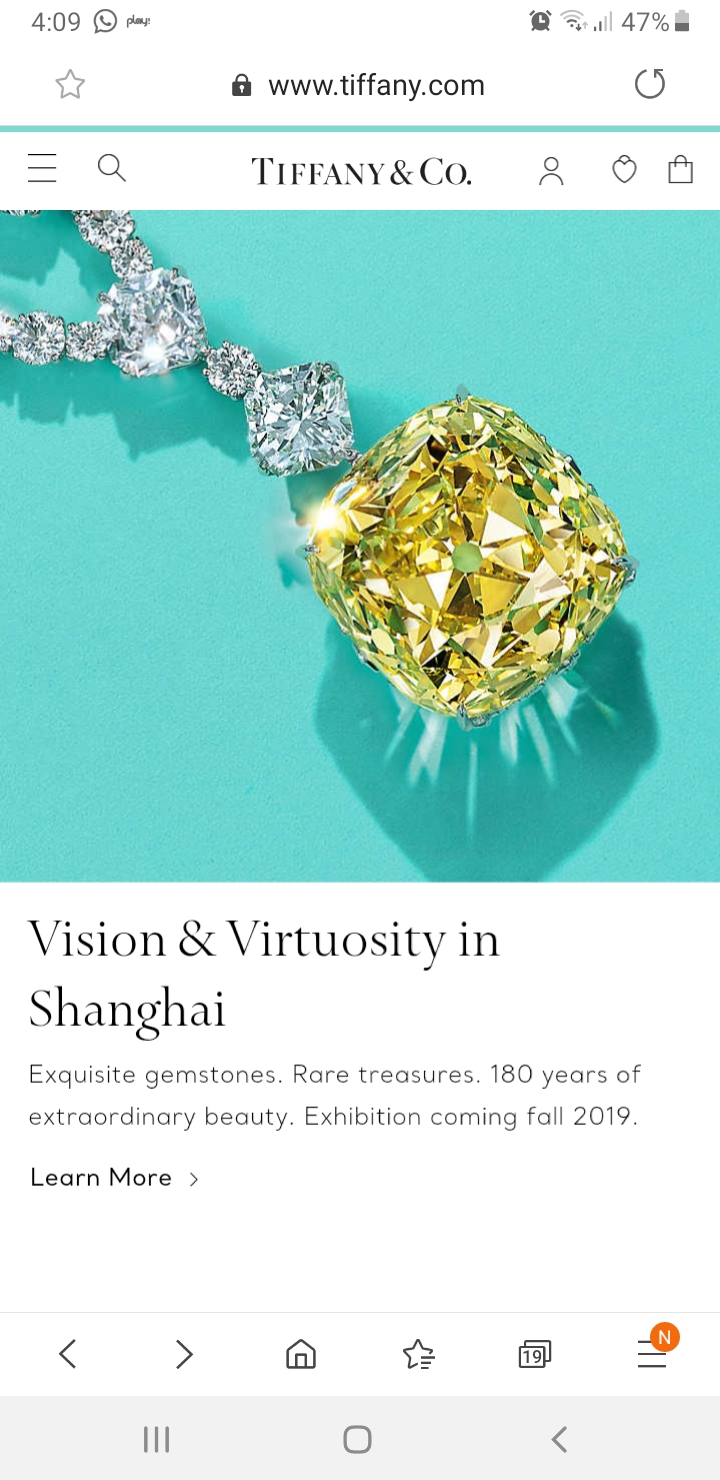 4:09 play! 47%
www.tiffany.com
TIFFANY & CO.
Vision & Virtuosity in
Shanghai
Exquisite gemstones. Rare treasures. 180 years of
extraordinary beauty. Exhibition coming fall 2019.
Learn More >
19 N